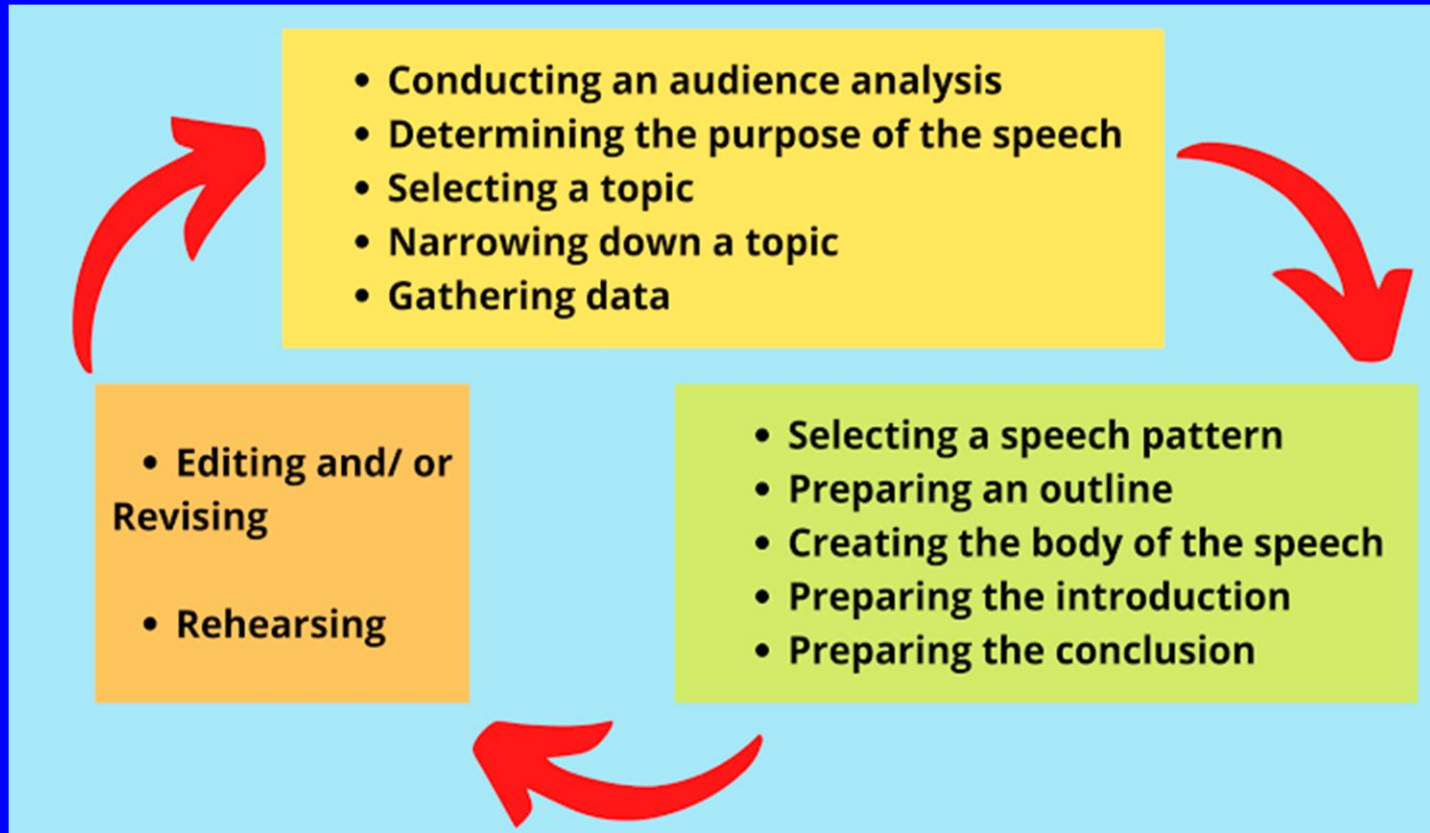 • Conducting an audience analysis
• Determining the purpose of the speech
• Selecting a topic
• Narrowing down a topic
• Gathering data
• Selecting a speech pattern
• Preparing an outline
• Creating the body of the speech
• Preparing the introduction
• Preparing the conclusion
• Editing and/ or
Revising
• Rehearsing